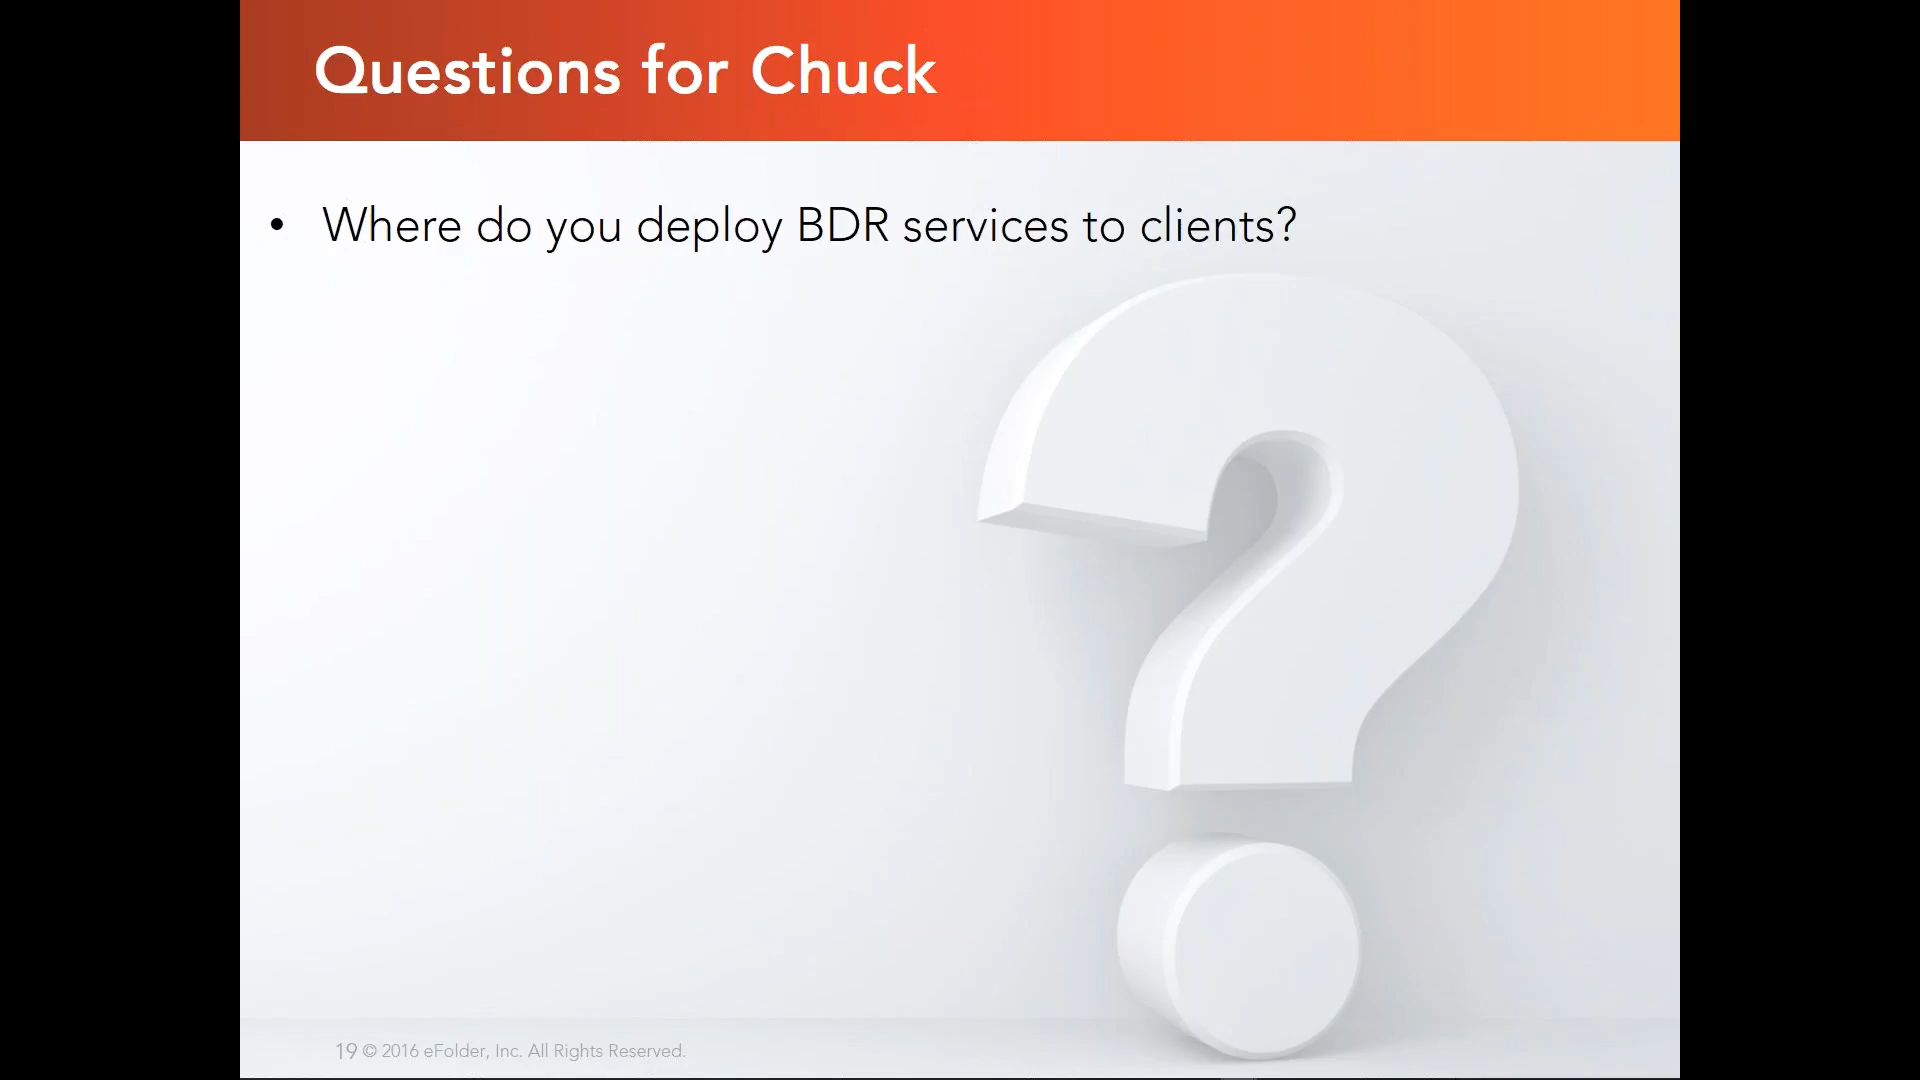 Questions for Chuck
• Where do you deploy BDR services to clients?
19 © 2016 eFolder, Inc. All Rights Reserved.